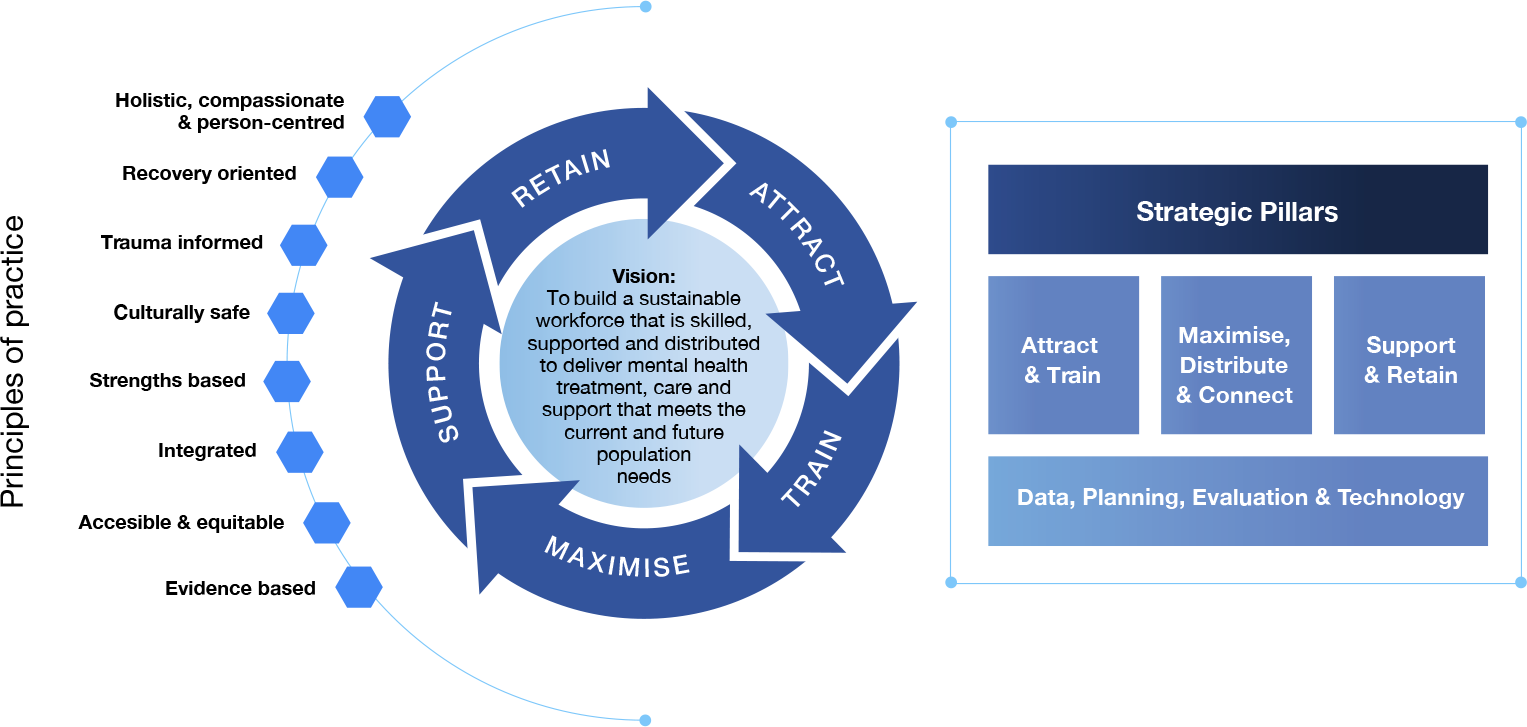 Principles of practice
Holistic, compassionate
& person-centred
Recovery oriented
Trauma informed
Culturally safe
Strengths based
Integrated
Accesible & equitable
Evidence based
RETAIN
ATTRACT
TRAIN
MAXIMISE
SUPPORT
Vision:
To build a sustainable
workforce that is skilled,
supported and distributed
to deliver mental health
treatment, care and
support that meets the
current and future
population
needs
Strategic Pillars
Attract
& Train
Maximise,
Distribute
& Connect
Support
& Retain
Data, Planning, Evaluation & Technology